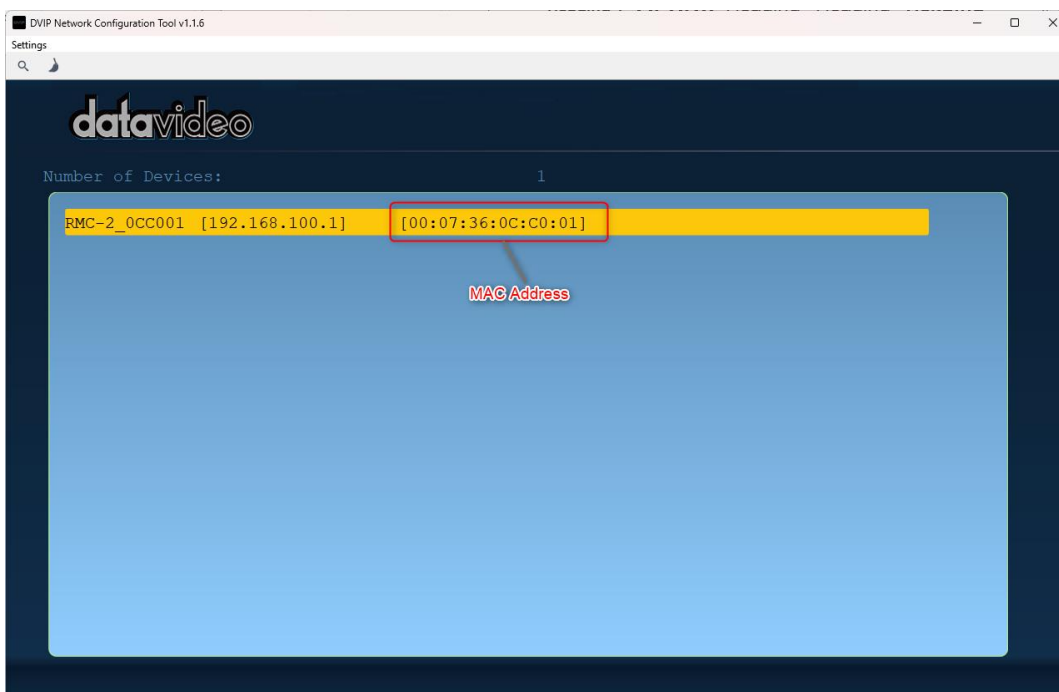 DVIP Network Configuration Tool v1.1.6
Settings
datavideo
Number of Devices: 1
RMC-2_0CC001 [192.168.100.1] [00:07:36:0C:C0:01]
MAC Address